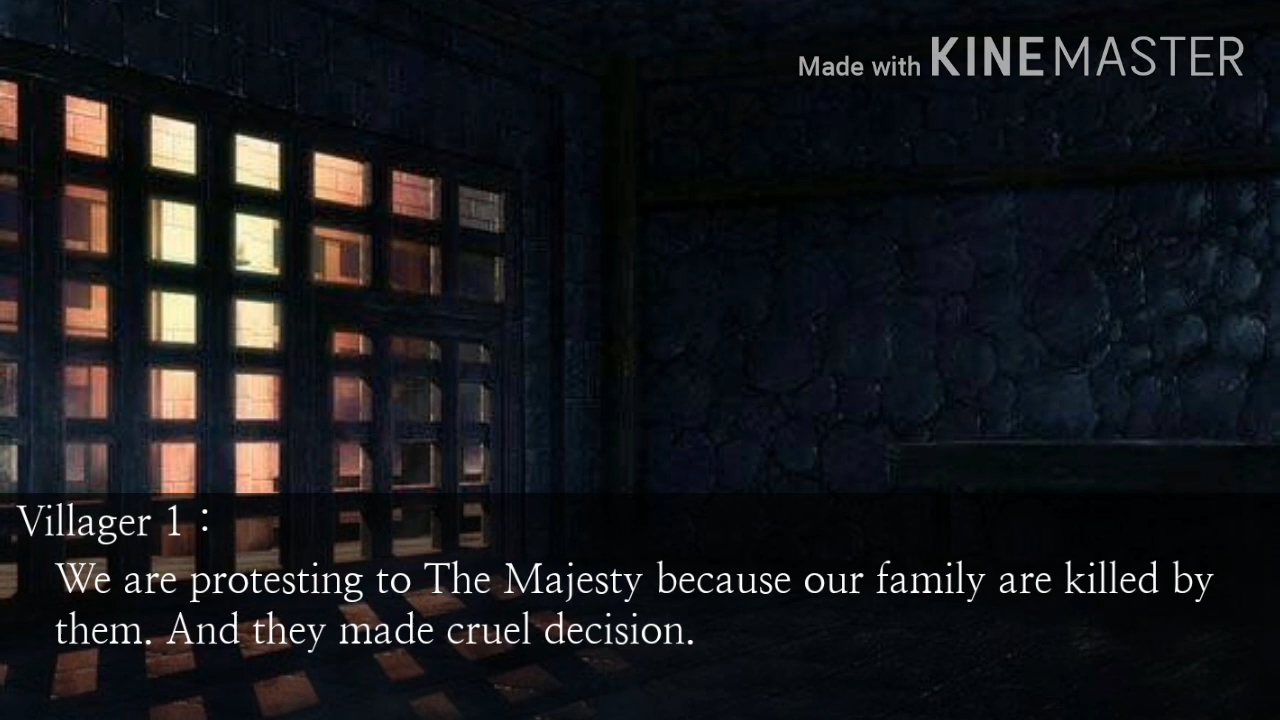 Made with KINEMASTER
Villager 1 :
We are protesting to The Majesty because our family are killed by
them. And they made cruel decision.